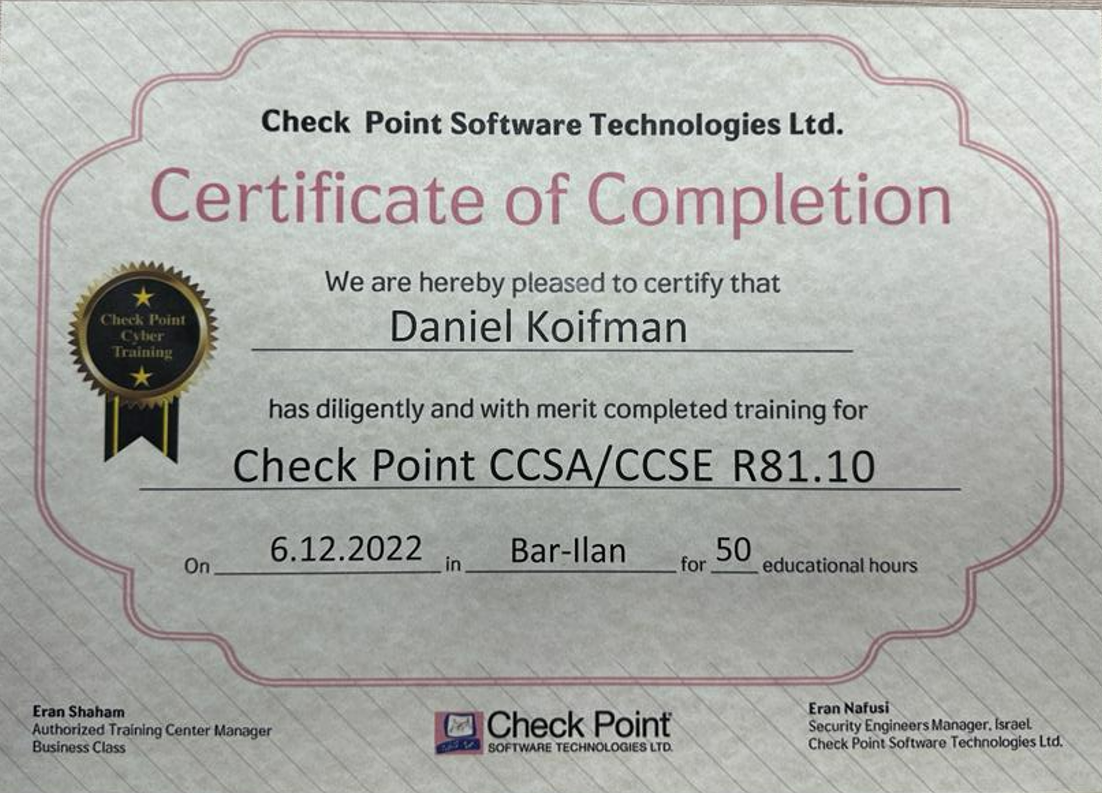 Check Point Software Technologies Ltd.
Certificate of Completion
We are hereby pleased to certify that
Daniel Koifman
Check Point
Cyber
Training
has diligently and with merit completed training for
Check Point CCSA/CCSE R81.10
On 6.12.2022 in Bar-Ilan for 50 educational hours
Eran Shaham
Authorized Training Center Manager
Business Class
Check Point
SOFTWARE TECHNOLOGIES LTD.
Eran Nafusi
Security Engineers Manager, Israel
Check Point Software Technologies Ltd.